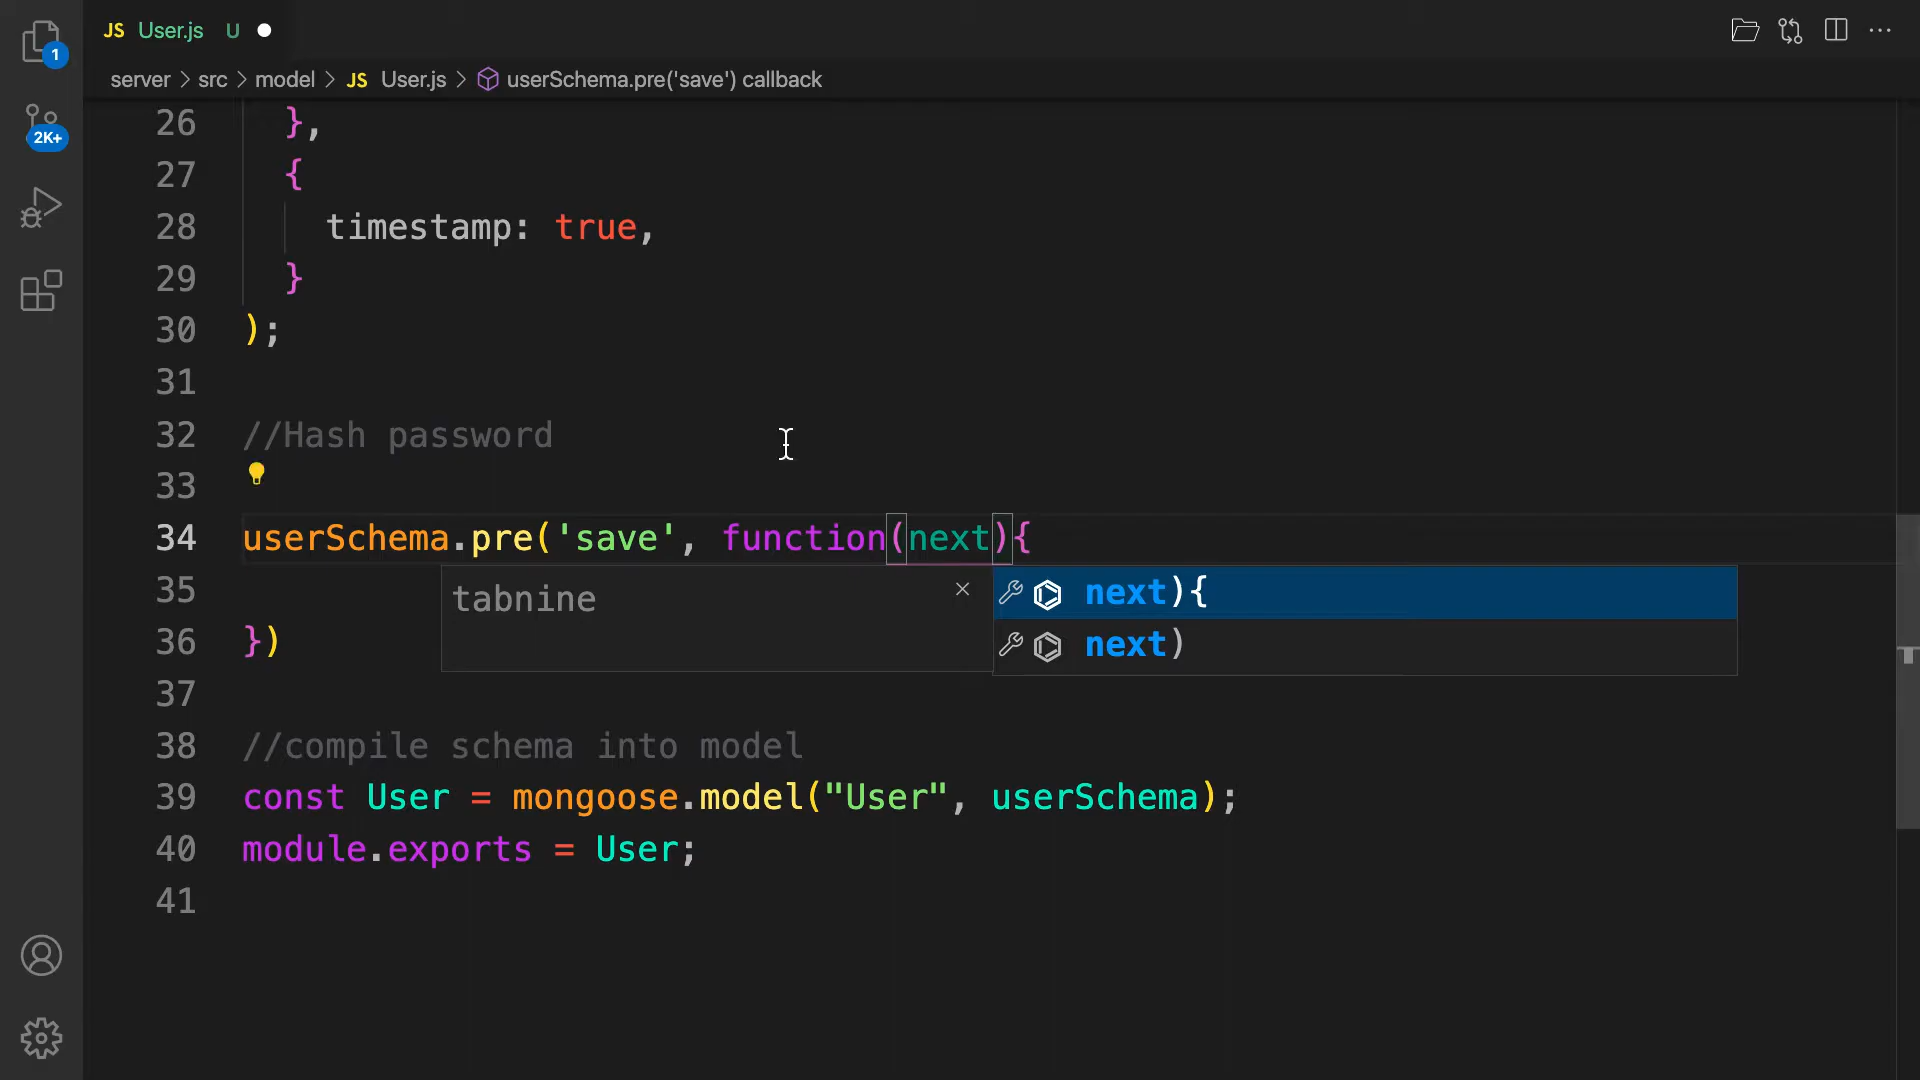 JS User.js U
1
server > src > model > JS User.js > userSchema.pre('save') callback
2K+
26 },
27 {
28 timestamp: true,
29 }
30 );
31
32 //Hash password
33
34 userSchema.pre('save', function(next){
35
tabnine
next){
next)
36 })
37
38 //compile schema into model
39 const User = mongoose.model("User", userSchema);
40 module.exports = User;
41